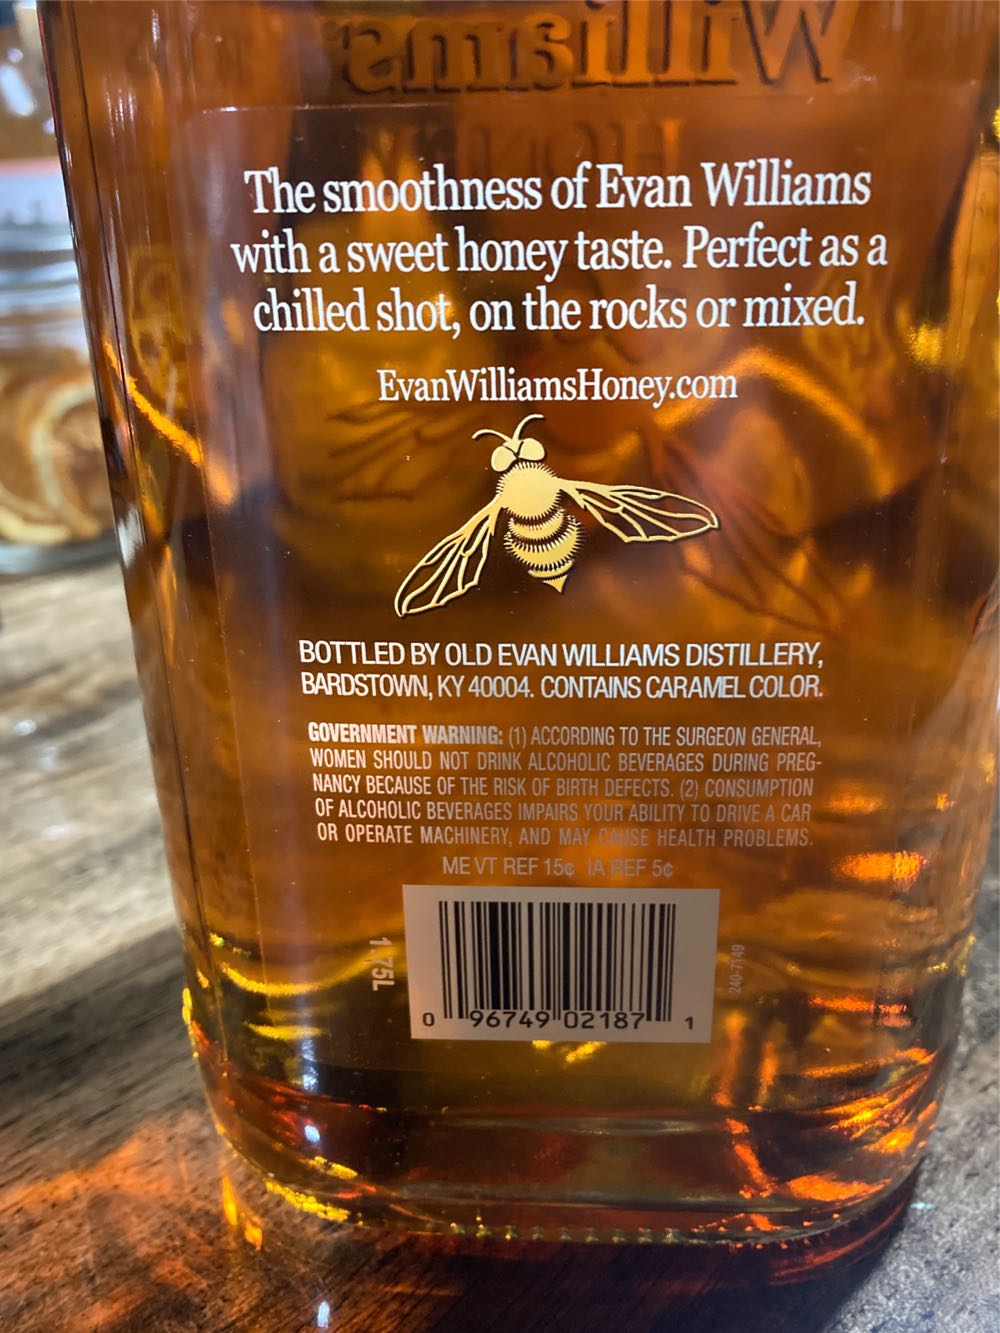 Williams
The smoothness of Evan Williams
with a sweet honey taste. Perfect as a
chilled shot, on the rocks or mixed.
EvanWilliamsHoney.com
BOTTLED BY OLD EVAN WILLIAMS DISTILLERY,
BARDSTOWN, KY 40004. CONTAINS CARAMEL COLOR.
GOVERNMENT WARNING: (1) ACCORDING TO THE SURGEON GENERAL,
WOMEN SHOULD NOT DRINK ALCOHOLIC BEVERAGES DURING PREG-
NANCY BECAUSE OF THE RISK OF BIRTH DEFECTS. (2) CONSUMPTION
OF ALCOHOLIC BEVERAGES IMPAIRS YOUR ABILITY TO DRIVE A CAR
OR OPERATE MACHINERY, AND MAY CAUSE HEALTH PROBLEMS.
ME VT REF 15¢ IA REF 5¢
1.75L
0 96749 02187 1